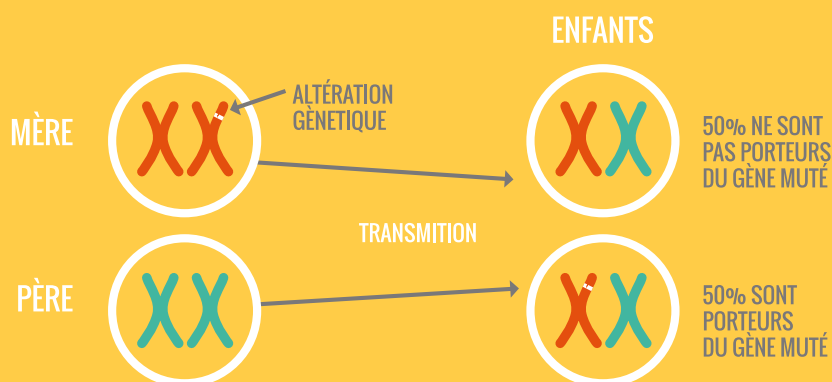 ENFANTS
MÈRE
ALTÉRATION
GÈNETIQUE
50% NE SONT
PAS PORTEURS
DU GÈNE MUTÉ
TRANSMITION
PÈRE
50% SONT
PORTEURS
DU GÈNE MUTÉ